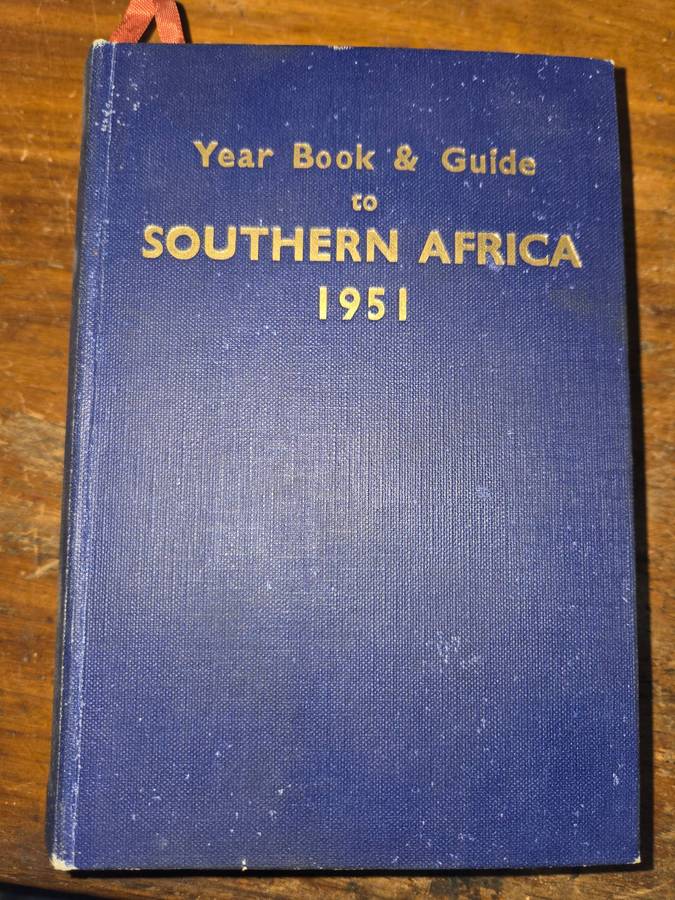 Year Book & Guide
to
SOUTHERN AFRICA
1951